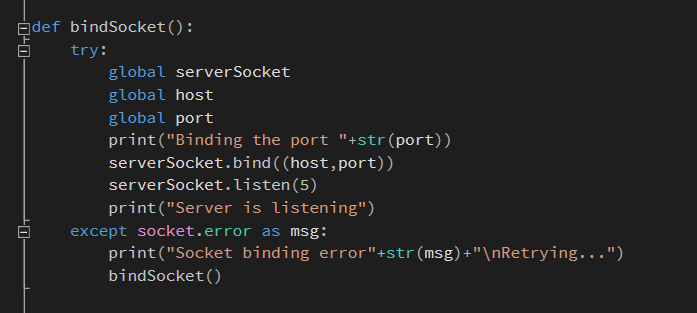 def bindSocket():
    try:
        global serverSocket
        global host
        global port
        print("Binding the port "+str(port))
        serverSocket.bind((host,port))
        serverSocket.listen(5)
        print("Server is listening")
    except socket.error as msg:
        print("Socket binding error"+str(msg)+"\nRetrying...")
        bindSocket()